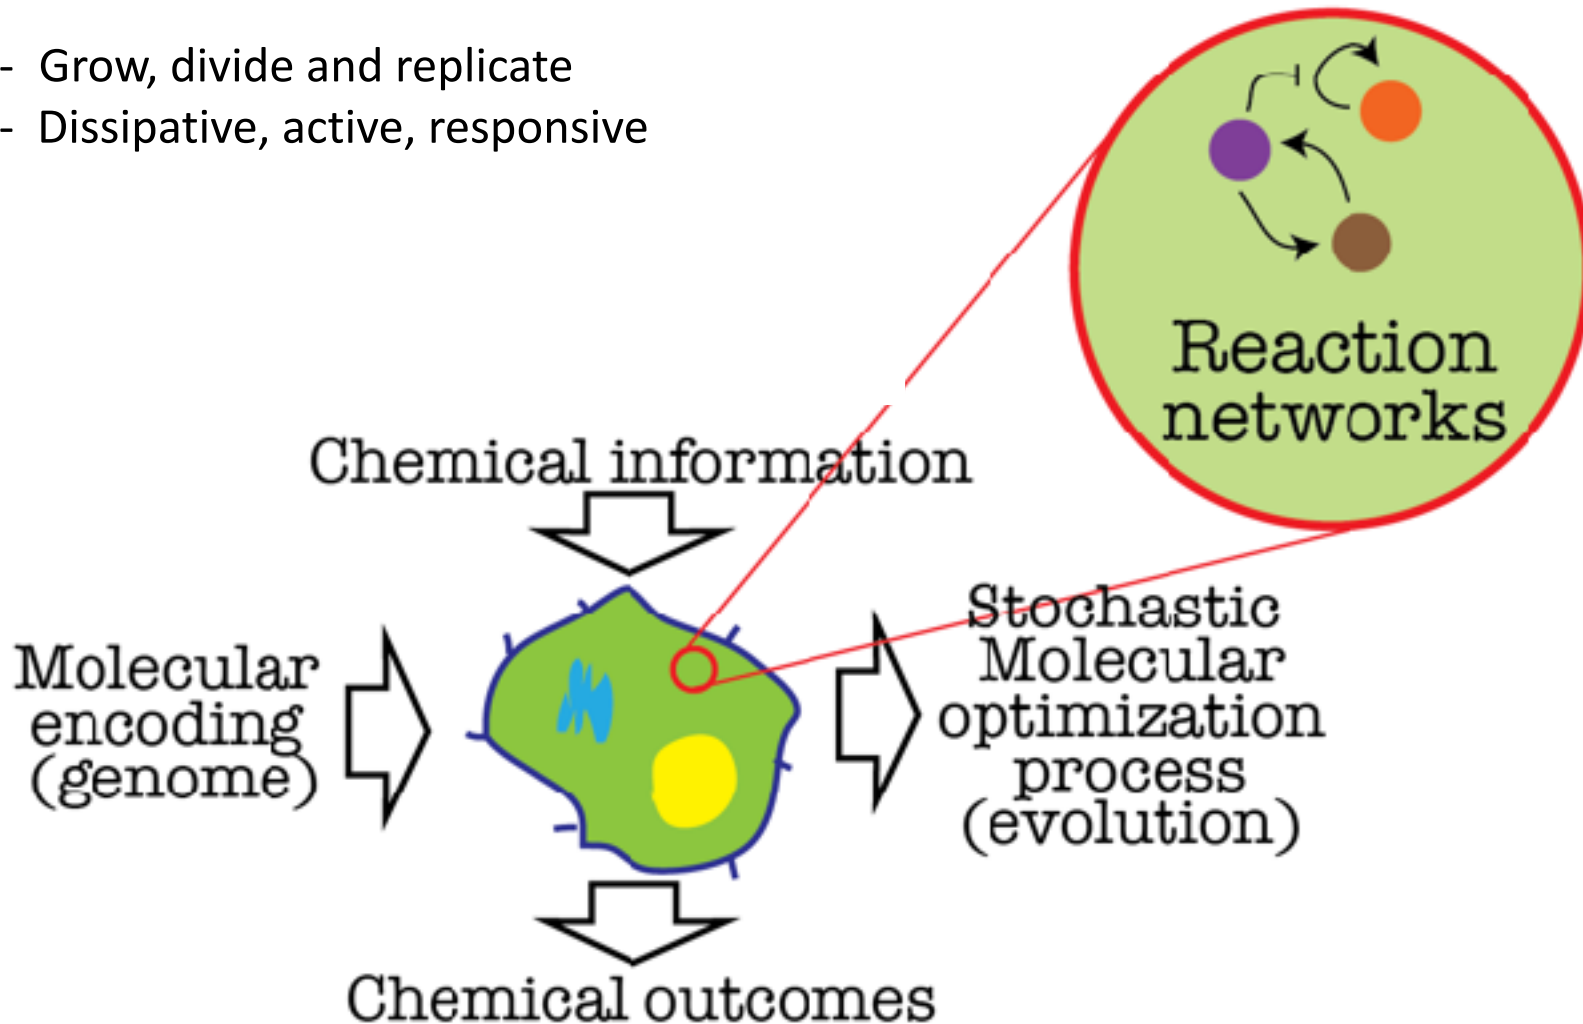 - Grow, divide and replicate
- Dissipative, active, responsive
Reaction
networks
Chemical information
Molecular
encoding
(genome)
Stochastic
Molecular
optimization
process
(evolution)
Chemical outcomes